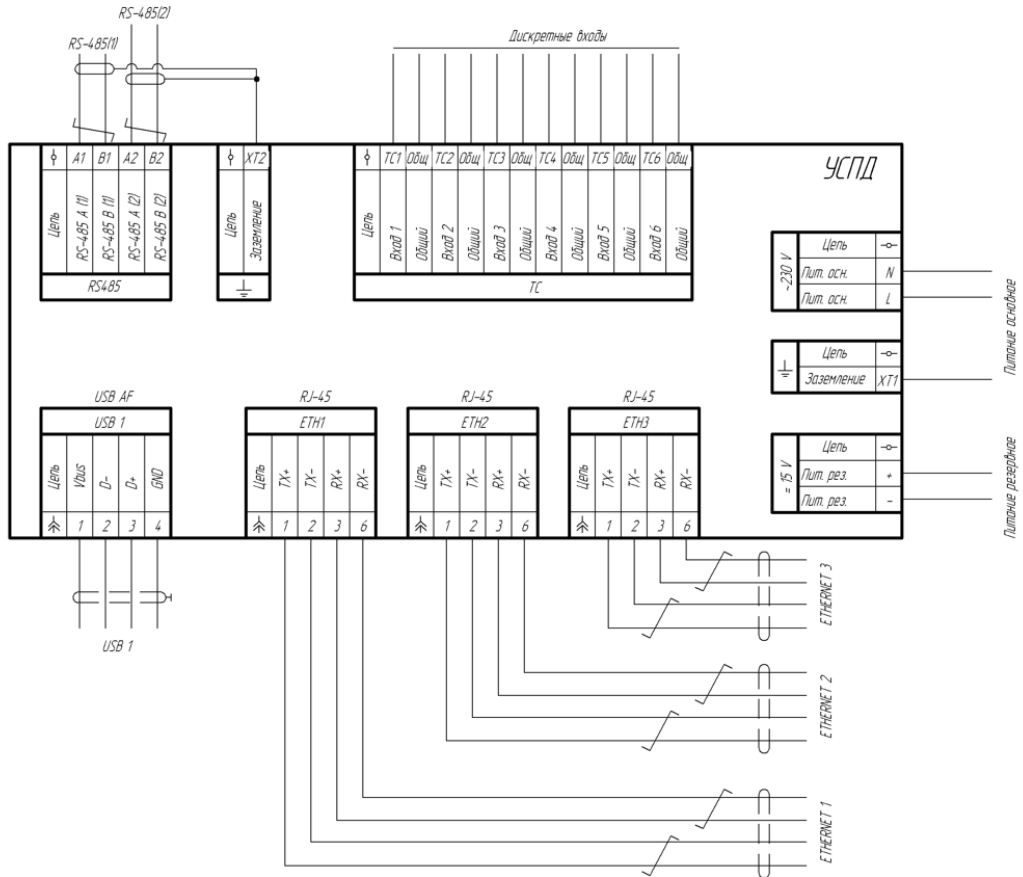 RS-485(2)
RS-485(1)
Дискретные входы
A1 B1 A2 B2
Цепь
RS-485 A (1)
RS-485 B (1)
RS-485 A (2)
RS-485 B (2)
RS485
XT2
Цепь
Заземление
TC1 Общ TC2 Общ TC3 Общ TC4 Общ TC5 Общ TC6 Общ
Цепь
Вход 1
Общий
Вход 2
Общий
Вход 3
Общий
Вход 4
Общий
Вход 5
Общий
Вход 6
Общий
TC
УСПД
~230 V
Цепь
Пит. осн. N
Пит. осн. L
Питание основное
Цепь
Заземление XT1
= 15 V
Цепь
Пит. рез. +
Пит. рез. -
Питание резервное
USB AF
USB 1
Цепь
Vbus
D-
D+
GND
1 2 3 4
USB 1
RJ-45
ETH1
Цепь
TX+
TX-
RX+
RX-
1 2 3 6
RJ-45
ETH2
Цепь
TX+
TX-
RX+
RX-
1 2 3 6
RJ-45
ETH3
Цепь
TX+
TX-
RX+
RX-
1 2 3 6
ETHERNET 3
ETHERNET 2
ETHERNET 1